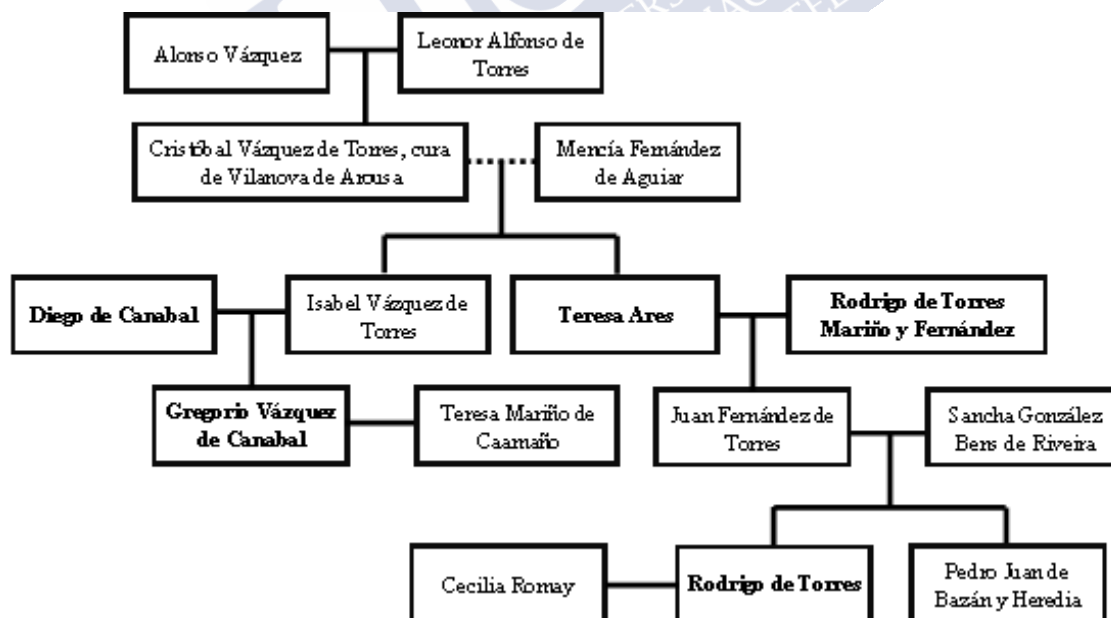 Alonso Vázquez
Leonor Alfonso de
Torres
Cristóbal Vázquez de Torres, cura
de Vilanova de Arousa
Mencía Fernández
de Aguiar
Diego de Canabal
Isabel Vázquez de
Torres
Teresa Ares
Rodrigo de Torres
Mariño y Fernández
Gregorio Vázquez
de Canabal
Teresa Mariño de
Caamaño
Juan Fernández de
Torres
Sancha González
Bens de Riveira
Cecilia Romay
Rodrigo de Torres
Pedro Juan de
Bazán y Heredia